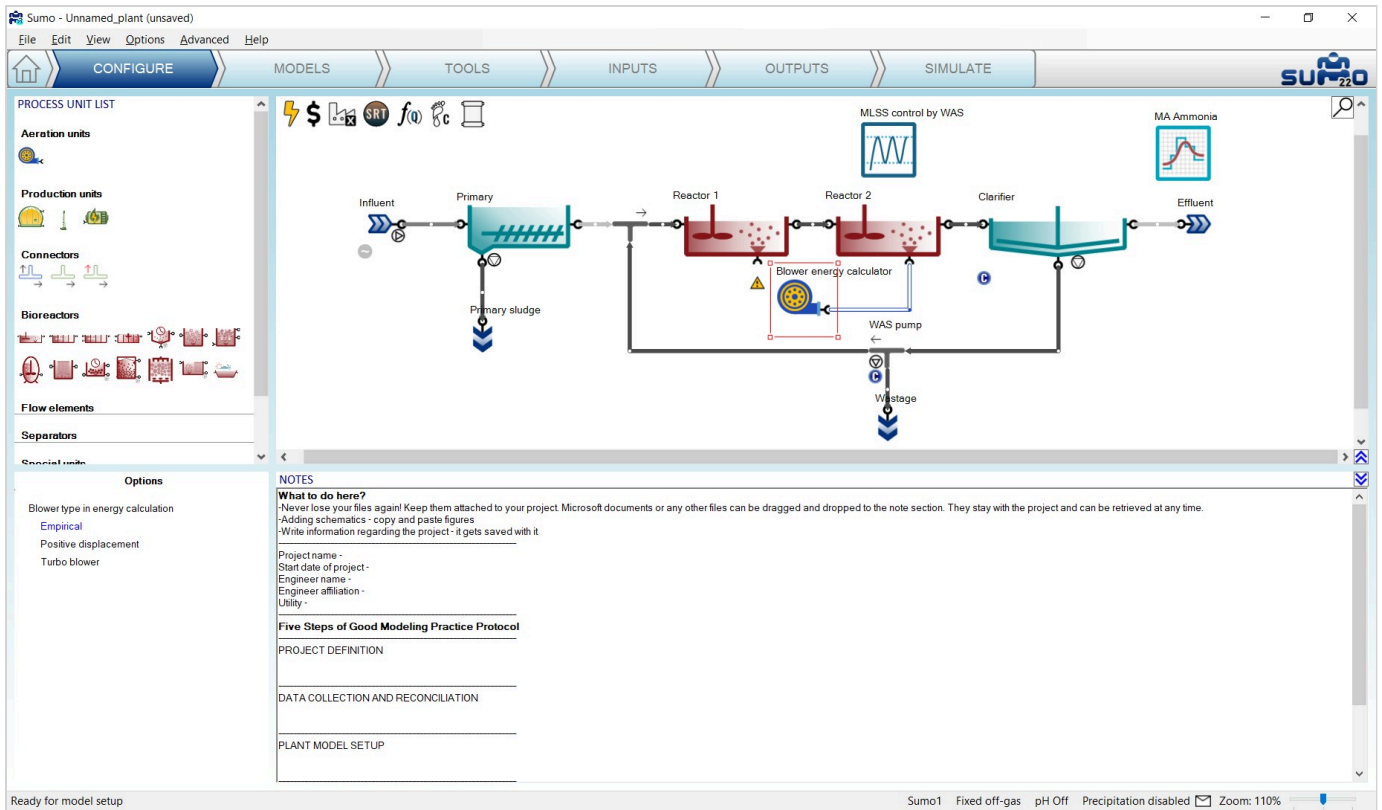 Sumo - Unnamed_plant (unsaved)
File Edit View Options Advanced Help
CONFIGURE MODELS TOOLS INPUTS OUTPUTS SIMULATE
SUMO 22
PROCESS UNIT LIST
Aeration units
Production units
Connectors
Bioreactors
Flow elements
Separators
Special units
$ SRT f(Q) c
MLSS control by WAS
MA Ammonia
Influent
Primary
Reactor 1
Reactor 2
Clarifier
Effluent
Blower energy calculator
C
Primary sludge
WAS pump
C
Wastage
Options
Blower type in energy calculation
Empirical
Positive displacement
Turbo blower
NOTES
What to do here?
-Never lose your files again! Keep them attached to your project. Microsoft documents or any other files can be dragged and dropped to the note section. They stay with the project and can be retrieved at any time.
-Adding schematics - copy and paste figures
-Write information regarding the project - it gets saved with it
Project name -
Start date of project -
Engineer name -
Engineer affiliation -
Utility -
Five Steps of Good Modeling Practice Protocol
PROJECT DEFINITION
DATA COLLECTION AND RECONCILIATION
PLANT MODEL SETUP
Ready for model setup
Sumo1 Fixed off-gas pH Off Precipitation disabled Zoom: 110%